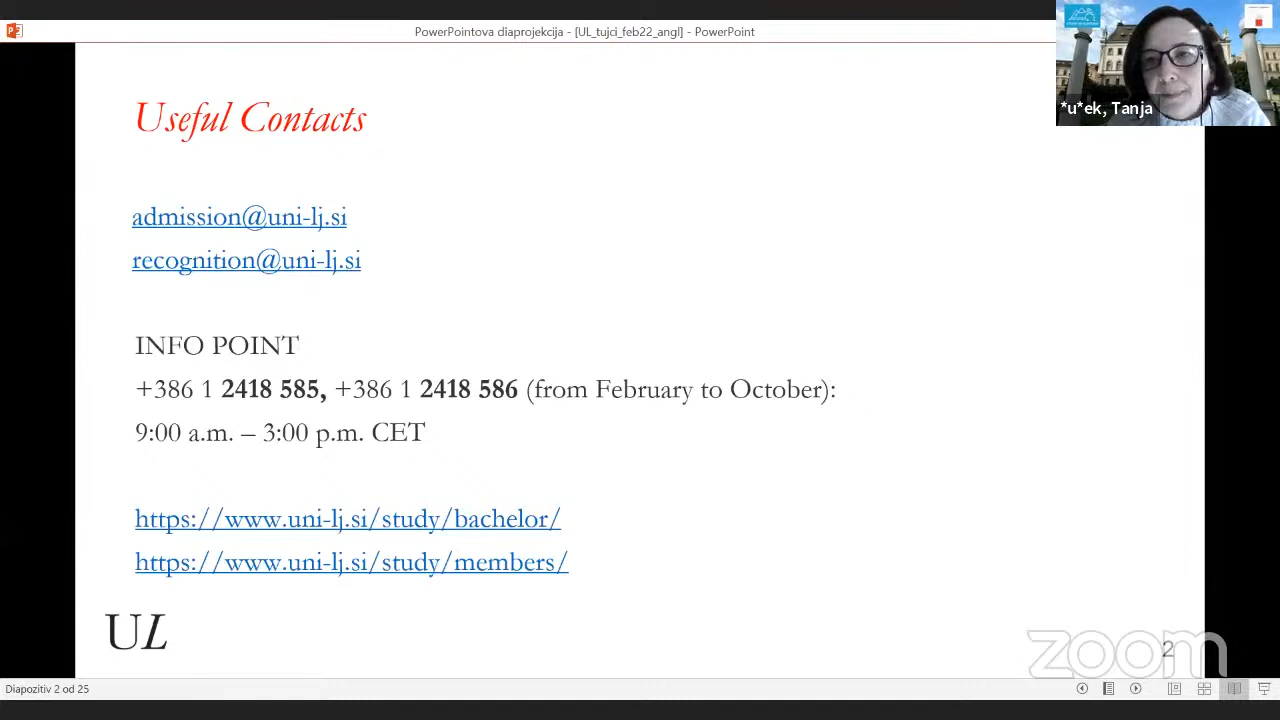 PowerPointova diaprojekcija - [UL_tujci_feb22_angl] - PowerPoint
*u*ek, Tanja
Useful Contacts
admission@uni-lj.si
recognition@uni-lj.si
INFO POINT
+386 1 2418 585, +386 1 2418 586 (from February to October):
9:00 a.m. – 3:00 p.m. CET
https://www.uni-lj.si/study/bachelor/
https://www.uni-lj.si/study/members/
UL
zoom
2
Diapozitiv 2 od 25